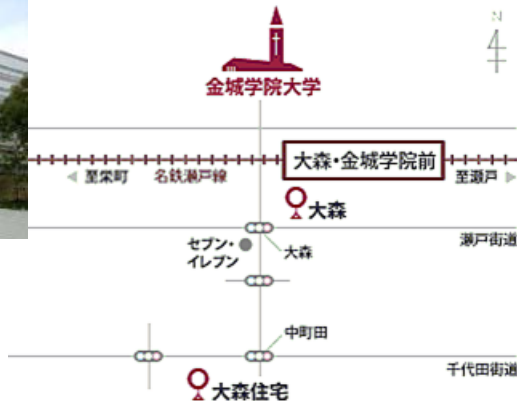 N
金城学院大学
大森・金城学院前
至栄町
名鉄瀬戸線
至瀬戸
大森
瀬戸街道
セブン・
イレブン
大森
中町田
千代田街道
大森住宅